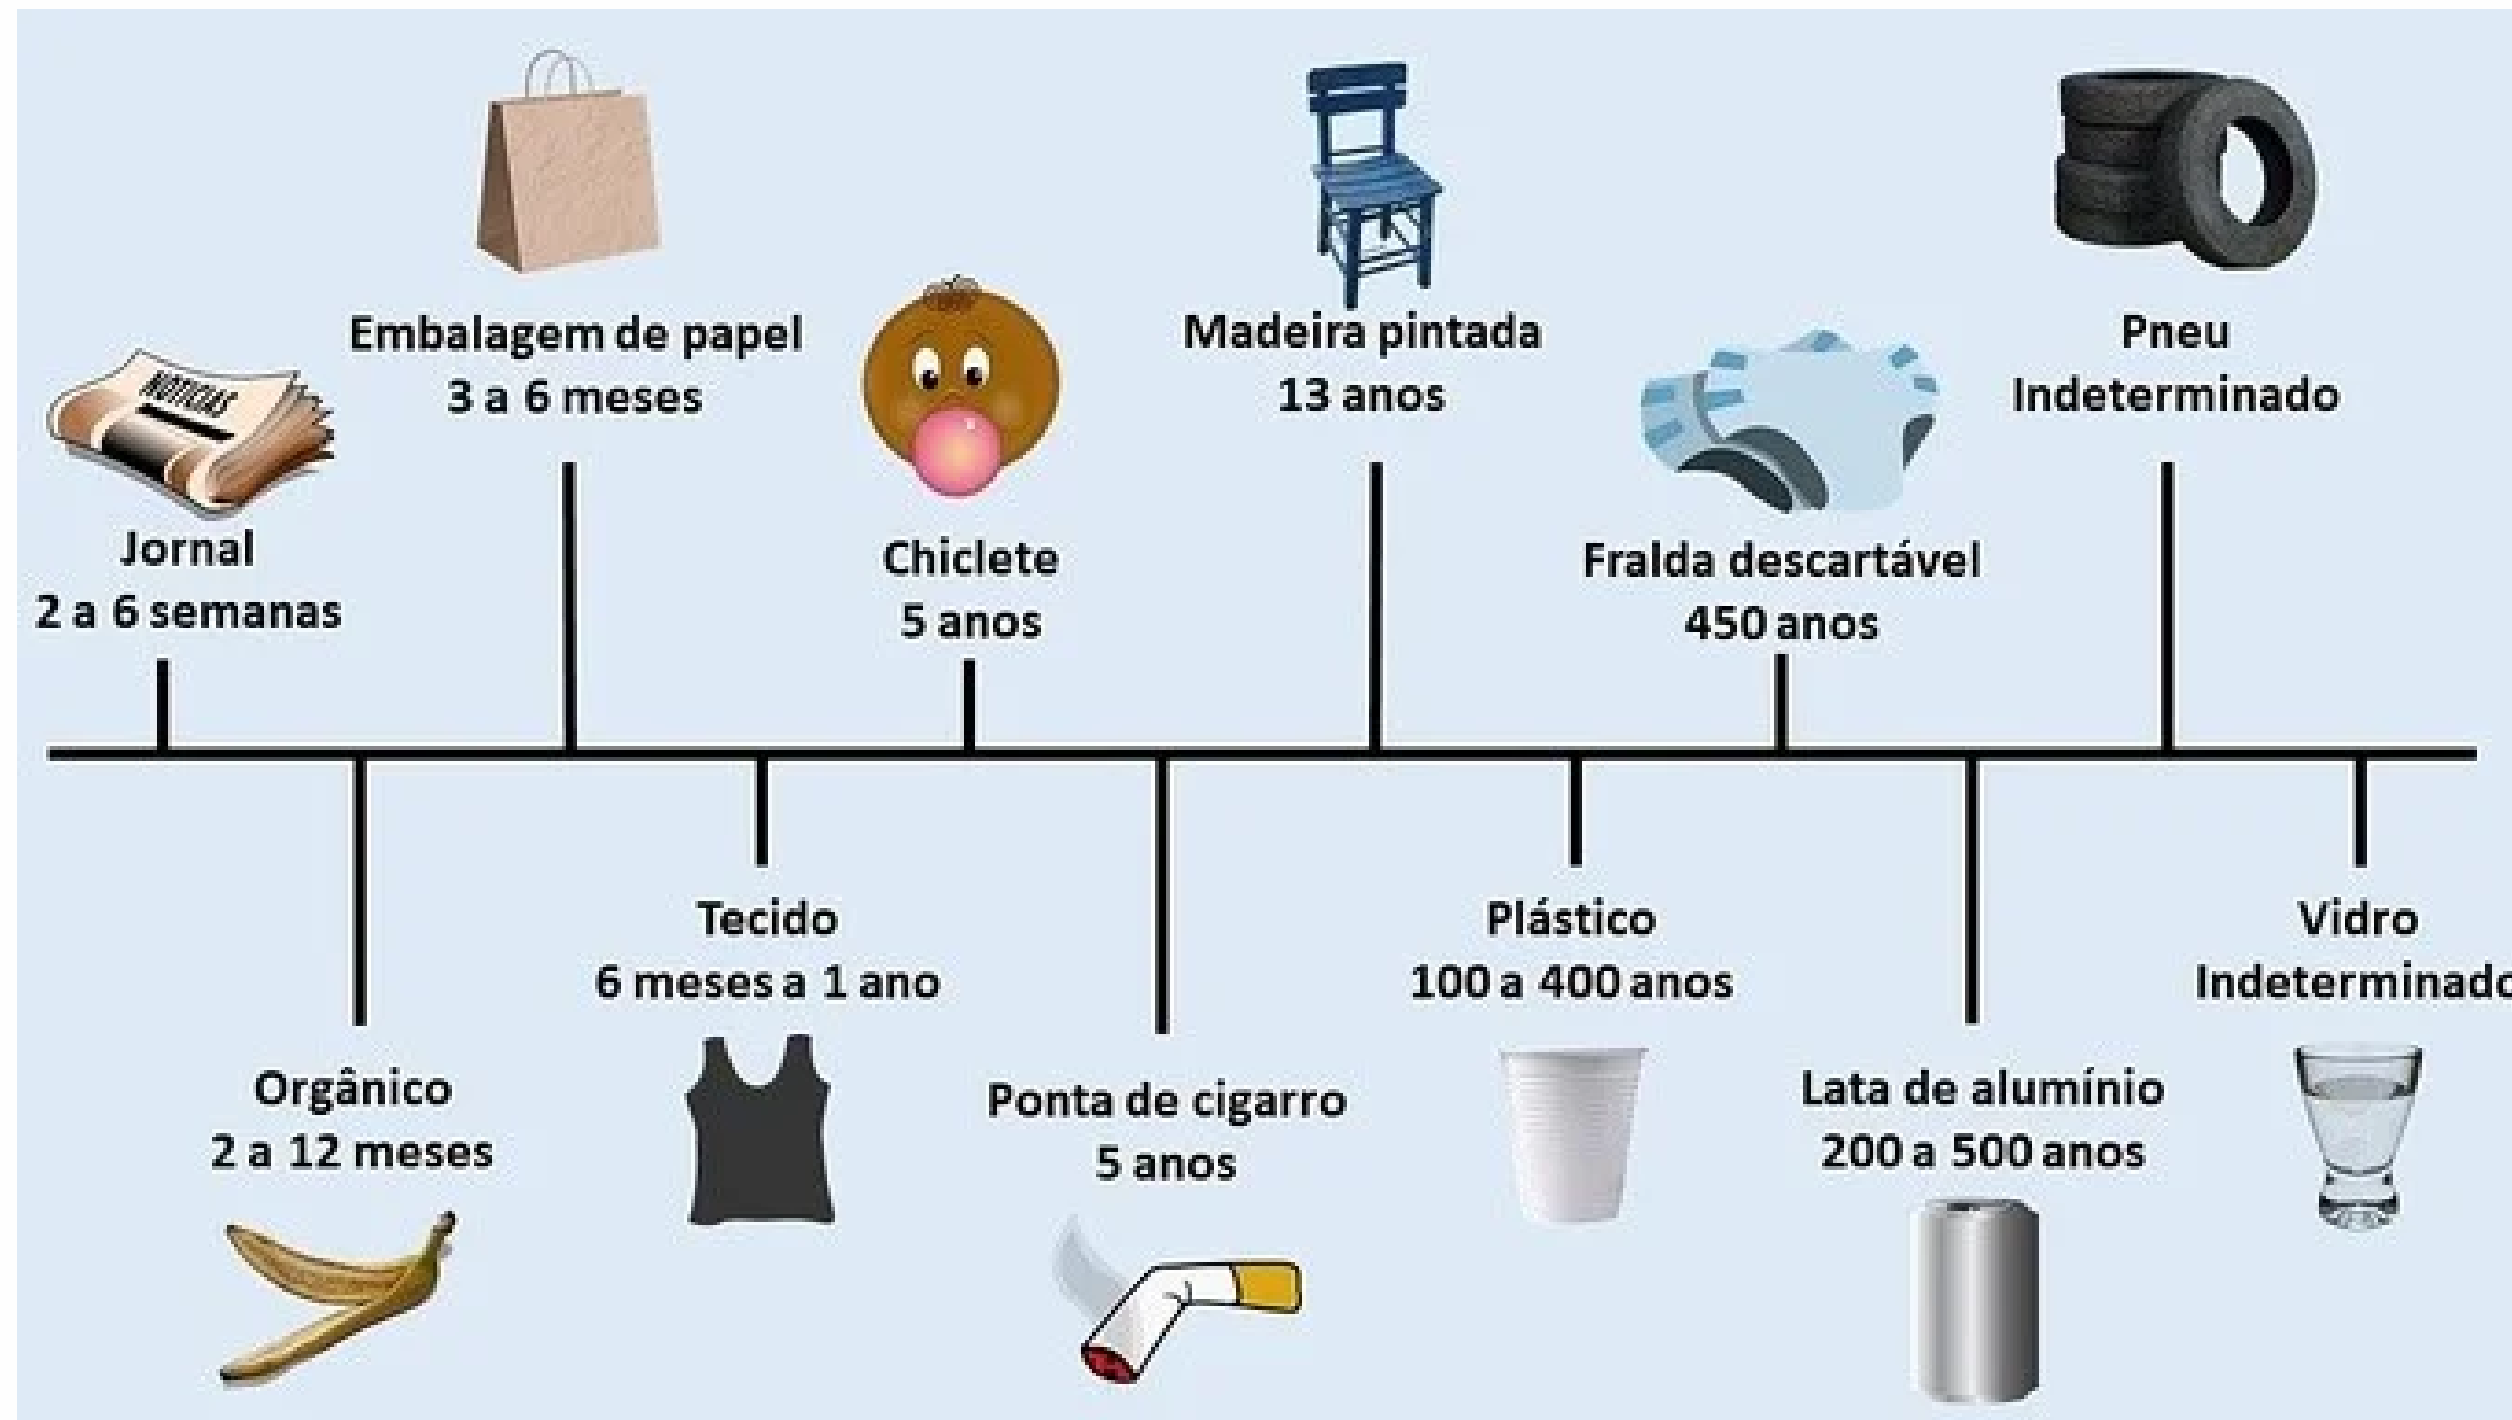 Embalagem de papel
3 a 6 meses
Madeira pintada
13 anos
Pneu
Indeterminado
NOTICIAS
Jornal
2 a 6 semanas
Chiclete
5 anos
Fralda descartável
450 anos
Tecido
6 meses a 1 ano
Plástico
100 a 400 anos
Vidro
Indeterminado
Orgânico
2 a 12 meses
Ponta de cigarro
5 anos
Lata de alumínio
200 a 500 anos